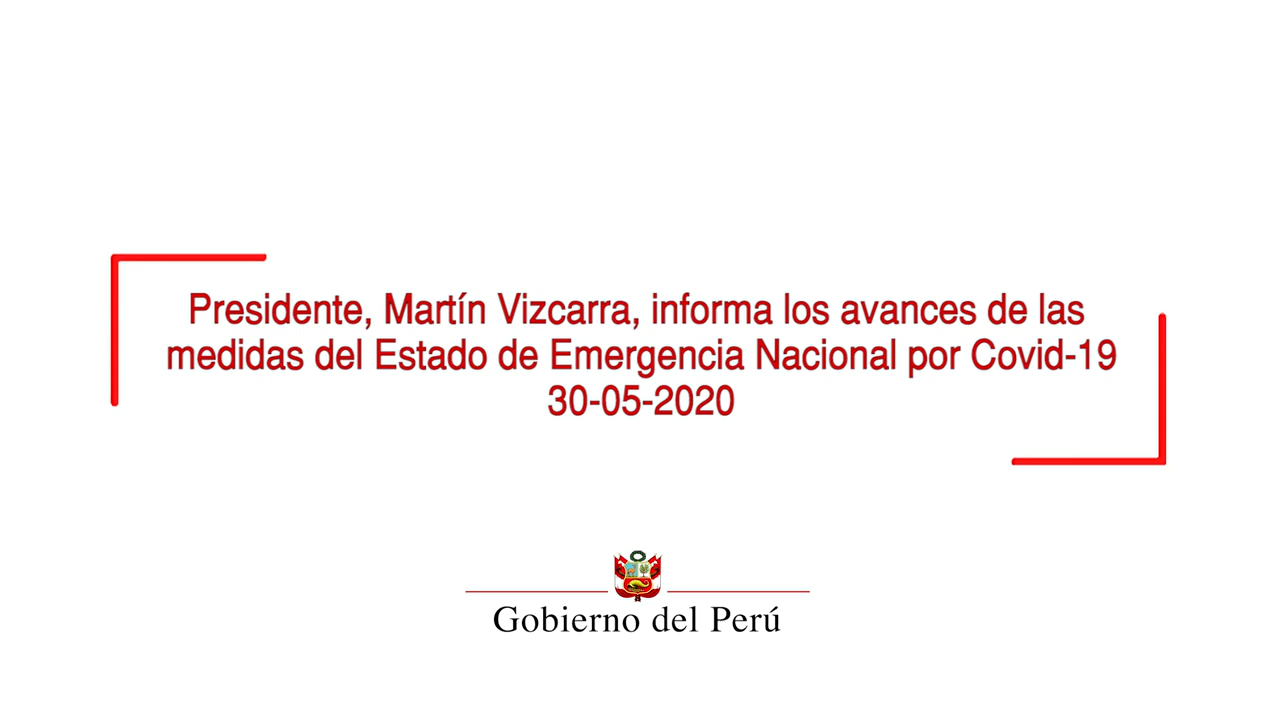 Presidente, Martín Vizcarra, informa los avances de las
medidas del Estado de Emergencia Nacional por Covid-19
30-05-2020
Gobierno del Perú